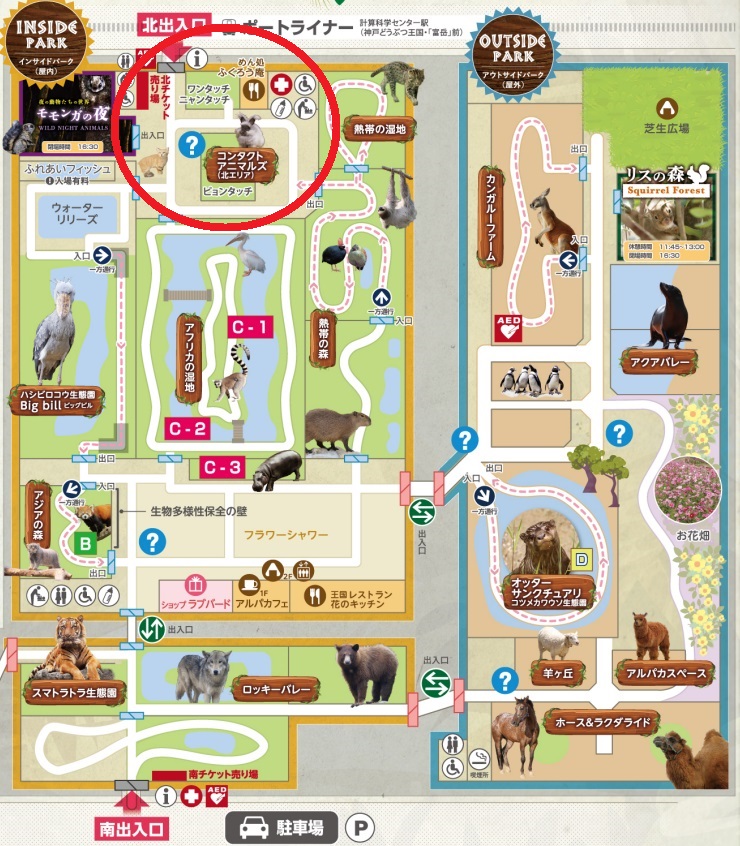 INSIDE
PARK
インサイドパーク
(屋内)
北出入口
ポートライナー
計算科学センター駅
(神戸どうぶつ王国・「富岳」前)
OUTSIDE
PARK
アウトサイドパーク
(屋外)
AED
北チケット
売り場
i
めん処
ふくろう庵
ワンタッチ
ニャンタッチ
夜の動物たちの世界
モモンガの夜
WILD NIGHT ANIMALS
閉場時間 16:30
出入口
?
コンタクト
アニマルズ
(北エリア)
ピョンタッチ
出口
熱帯の湿地
ふれあいフィッシュ
入場有料
ウォーター
リリーズ
入口
一方通行
ハシビロコウ生態園
Big bill ビッグビル
出口
アフリカの湿地
C-1
C-2
C-3
熱帯の森
一方通行
入口
アジアの森
一方通行
入口
B
出口
生物多様性保全の壁
?
フラワーシャワー
ショップ ラブバード
1F
アルパカカフェ
2F
王国レストラン
花のキッチン
出入口
出入口
スマトラトラ生態園
ロッキーバレー
出入口
南チケット売り場
i
AED
南出入口
駐車場
P
芝生広場
カンガルーファーム
出口
入口
一方通行
AED
リスの森
Squirrel Forest
休憩時間 11:45~13:00
閉場時間 16:30
アクアバレー
?
?
出口
入口
一方通行
お花畑
D
オッター
サンクチュアリ
コツメカワウソ生態園
羊ヶ丘
アルパカスペース
?
ホース&ラクダライド
喫煙所